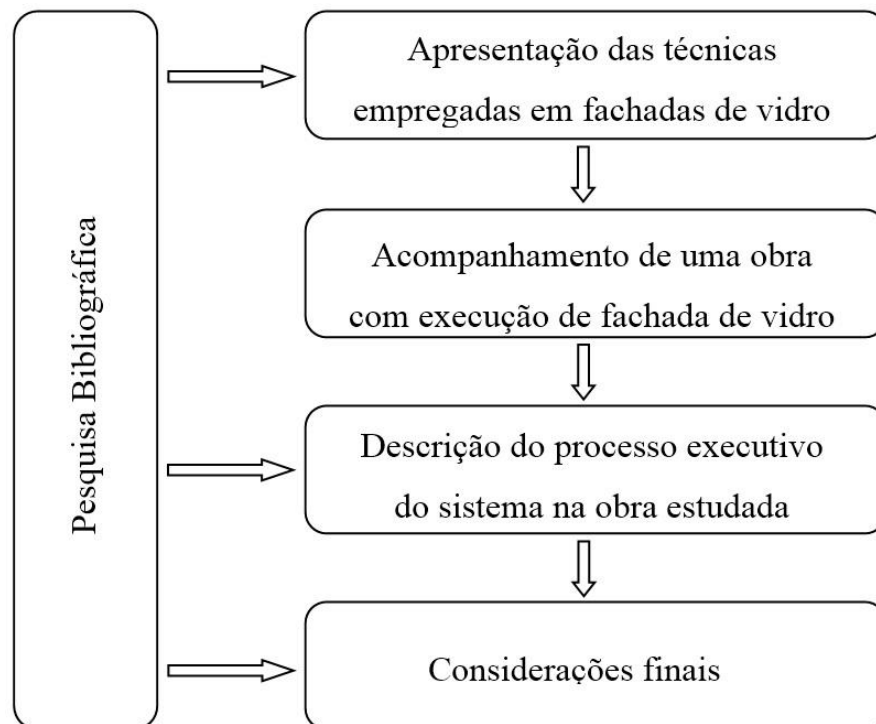 Pesquisa Bibliográfica
Apresentação das técnicas
empregadas em fachadas de vidro
Acompanhamento de uma obra
com execução de fachada de vidro
Descrição do processo executivo
do sistema na obra estudada
Considerações finais